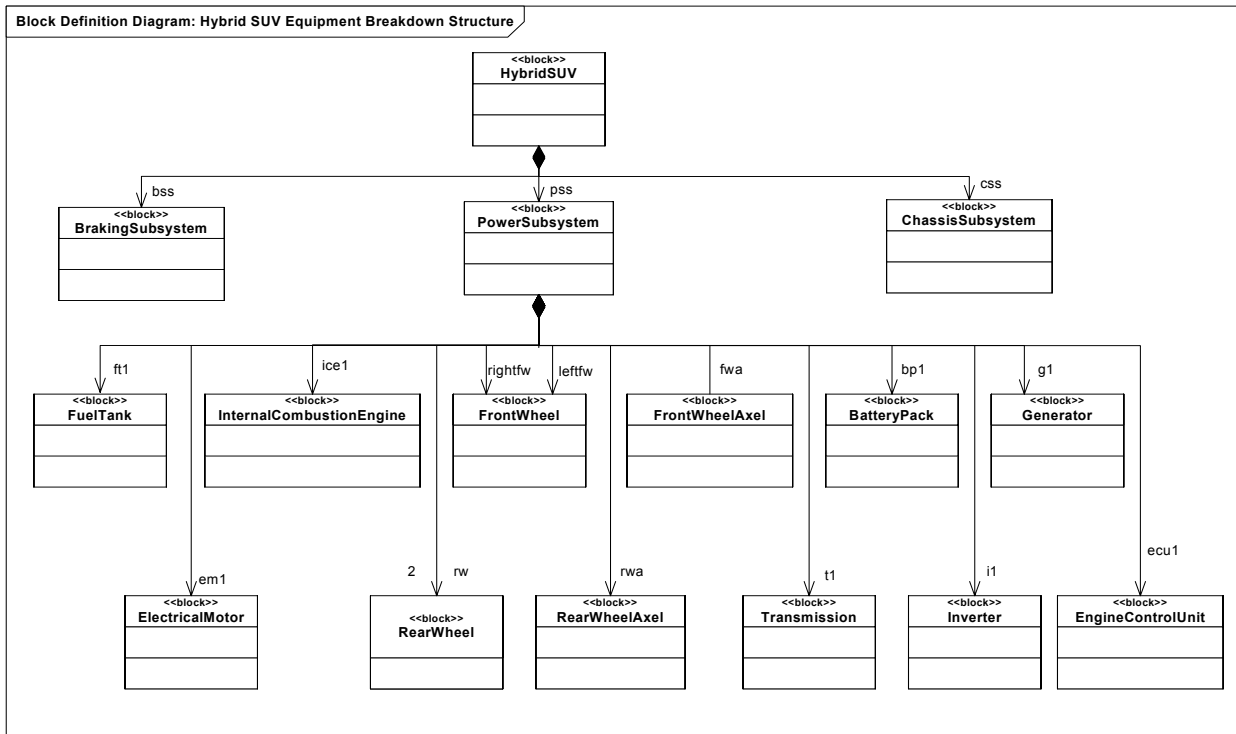 Block Definition Diagram: Hybrid SUV Equipment Breakdown Structure
<<block>>
HybridSUV
bss
pss
css
<<block>>
BrakingSubsystem
<<block>>
PowerSubsystem
<<block>>
ChassisSubsystem
ft1
ice1
rightfw
leftfw
fwa
bp1
g1
<<block>>
FuelTank
<<block>>
InternalCombustionEngine
<<block>>
FrontWheel
<<block>>
FrontWheelAxel
<<block>>
BatteryPack
<<block>>
Generator
em1
2
rw
rwa
t1
i1
ecu1
<<block>>
ElectricalMotor
<<block>>
RearWheel
<<block>>
RearWheelAxel
<<block>>
Transmission
<<block>>
Inverter
<<block>>
EngineControlUnit